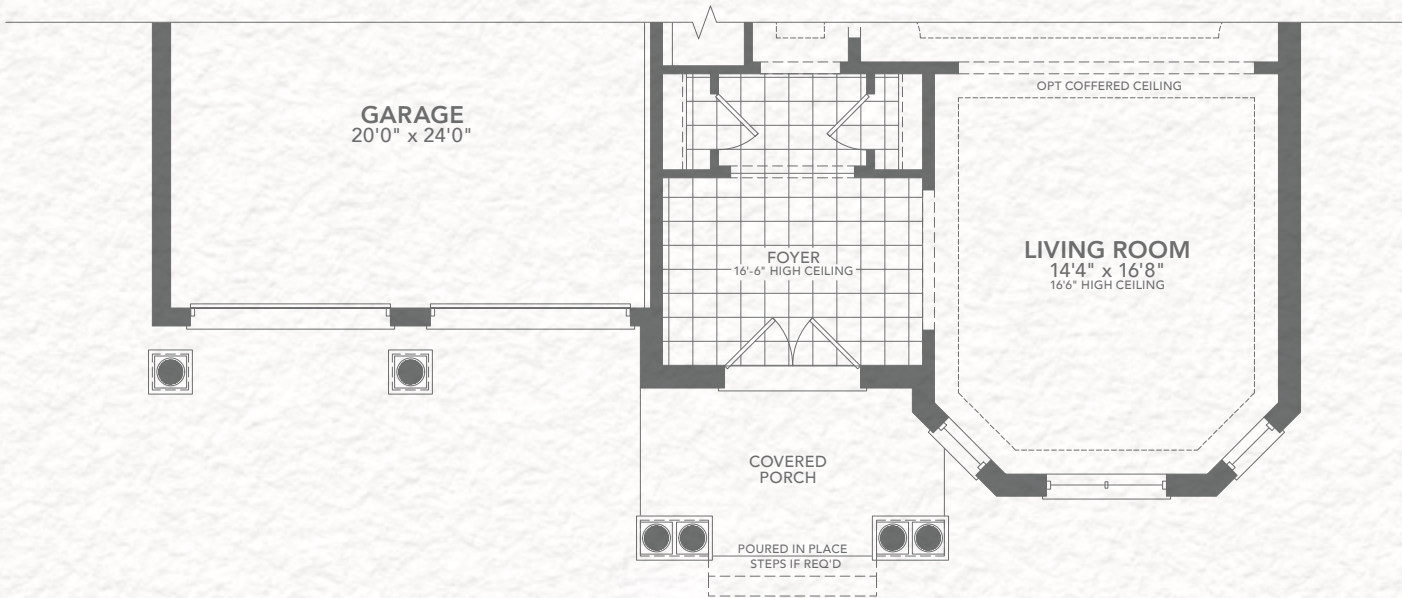 GARAGE
20'0" x 24'0"
OPT COFFERED CEILING
FOYER
16'-6" HIGH CEILING
LIVING ROOM
14'4" x 16'8"
16'6" HIGH CEILING
COVERED
PORCH
POURED IN PLACE
STEPS IF REQ'D